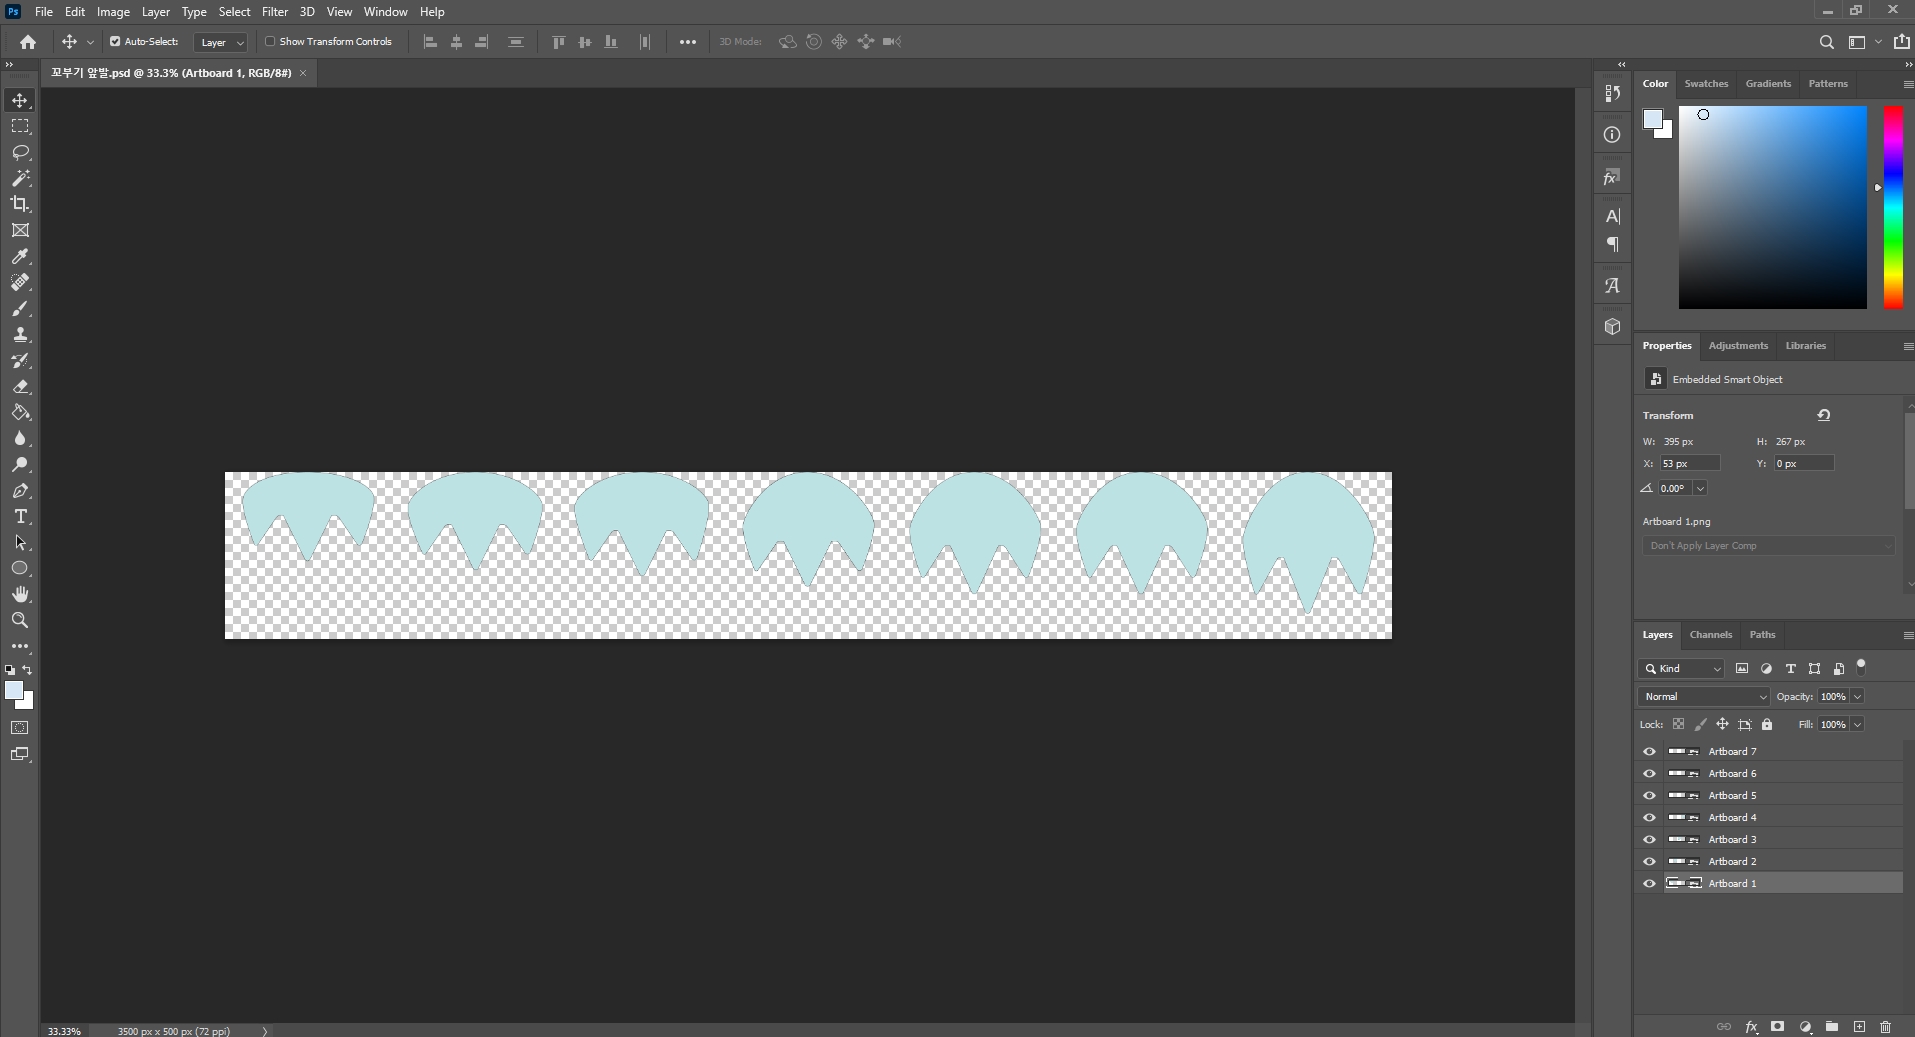 Ps File Edit Image Layer Type Select Filter 3D View Window Help
Auto-Select: Layer Show Transform Controls 3D Mode:
꼬부기 앞발.psd @ 33.3% (Artboard 1, RGB/8#) ×
Color Swatches Gradients Patterns
Properties Adjustments Libraries
Embedded Smart Object
Transform
W: 395 px H: 267 px
X: 53 px Y: 0 px
0.00°
Artboard 1.png
Don't Apply Layer Comp
Layers Channels Paths
Kind
Normal Opacity: 100%
Lock: Fill: 100%
Artboard 7
Artboard 6
Artboard 5
Artboard 4
Artboard 3
Artboard 2
Artboard 1
33.33% 3500 px x 500 px (72 ppi)